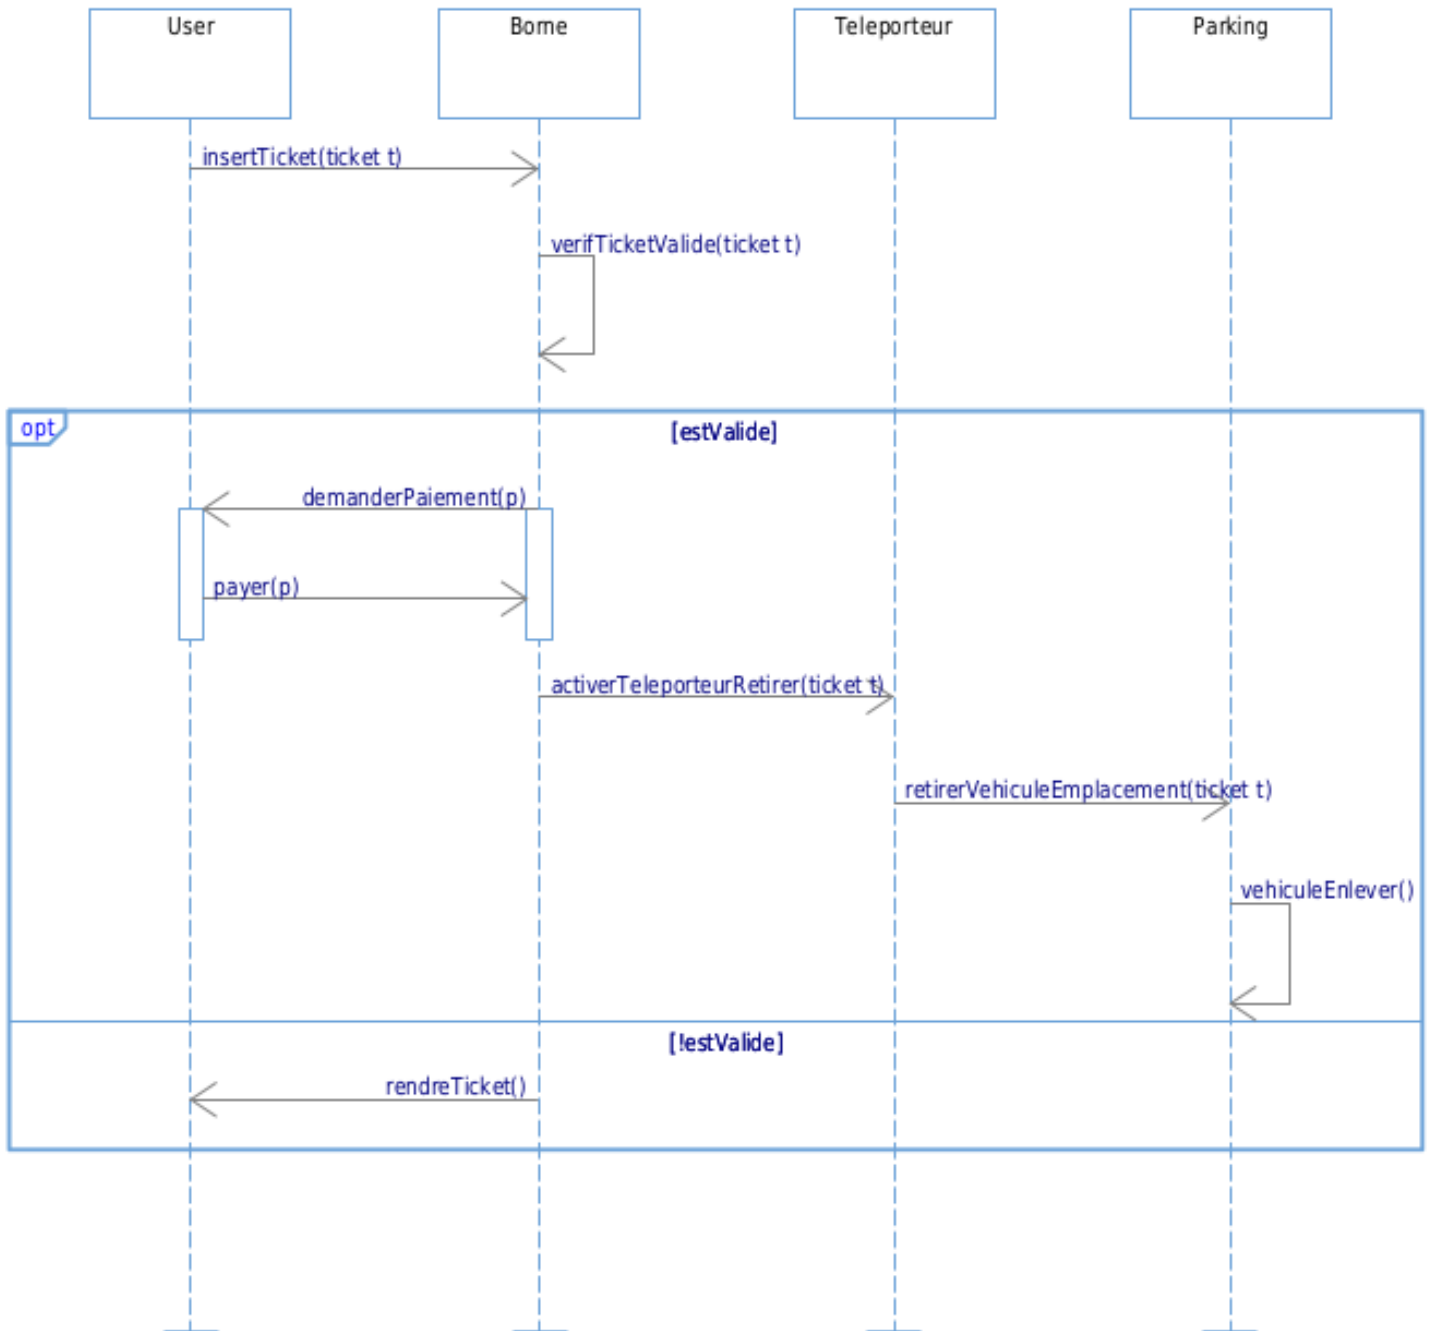 User
Borne
Teleporteur
Parking
insertTicket(ticket t)
verifTicketValide(ticket t)
opt
[estValide]
demanderPaiement(p)
payer(p)
activerTeleporteurRetirer(ticket t)
retirerVehiculeEmplacement(ticket t)
vehiculeEnlever()
[!estValide]
rendreTicket()